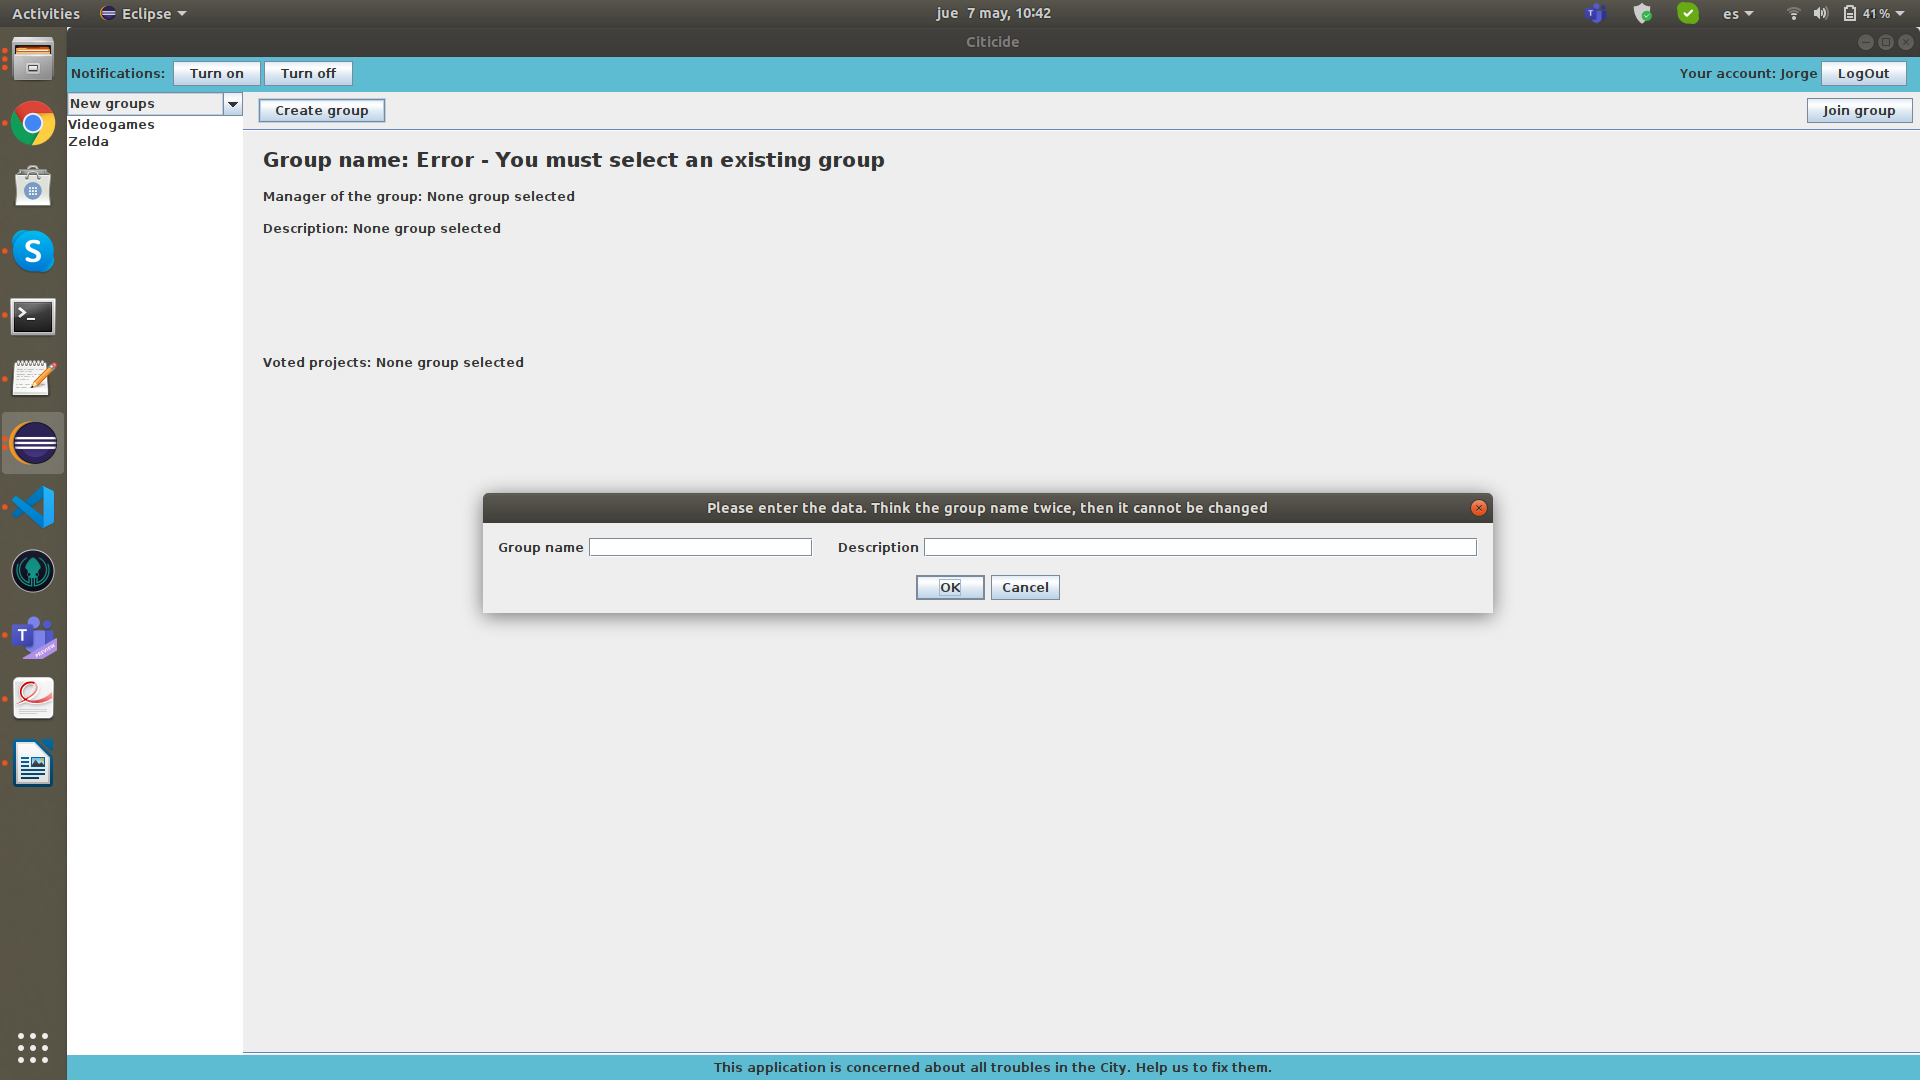 Activities Eclipse jue 7 may, 10:42 es 41 %
Citicide
Notifications: Turn on Turn off Your account: Jorge LogOut
New groups Create group Join group
Videogames
Zelda
Group name: Error - You must select an existing group
Manager of the group: None group selected
Description: None group selected
Voted projects: None group selected
Please enter the data. Think the group name twice, then it cannot be changed
Group name Description
OK Cancel
S
T
PREVIEW
This application is concerned about all troubles in the City. Help us to fix them.